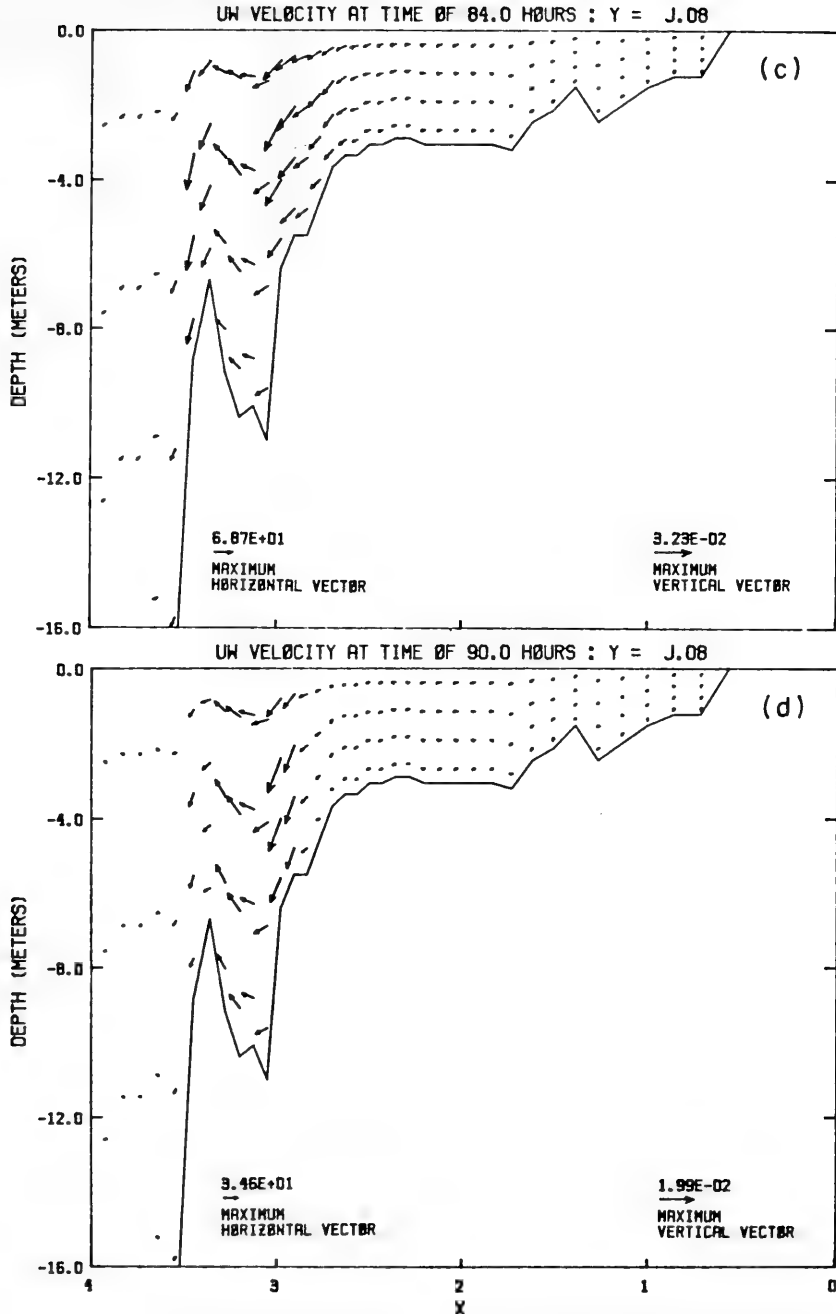 UW VELØCITY AT TIME ØF 84.0 HØURS : Y = J.08
(c)
0.0
-4.0
-8.0
-12.0
-16.0
DEPTH (METERS)
6.87E+01
MAXIMUM
HØRIZØNTAL VECTØR
3.23E-02
MAXIMUM
VERTICAL VECTØR
UW VELØCITY AT TIME ØF 90.0 HØURS : Y = J.08
(d)
0.0
-4.0
-8.0
-12.0
-16.0
DEPTH (METERS)
3.46E+01
MAXIMUM
HØRIZØNTAL VECTØR
1.99E-02
MAXIMUM
VERTICAL VECTØR
4 3 2 1 0
X